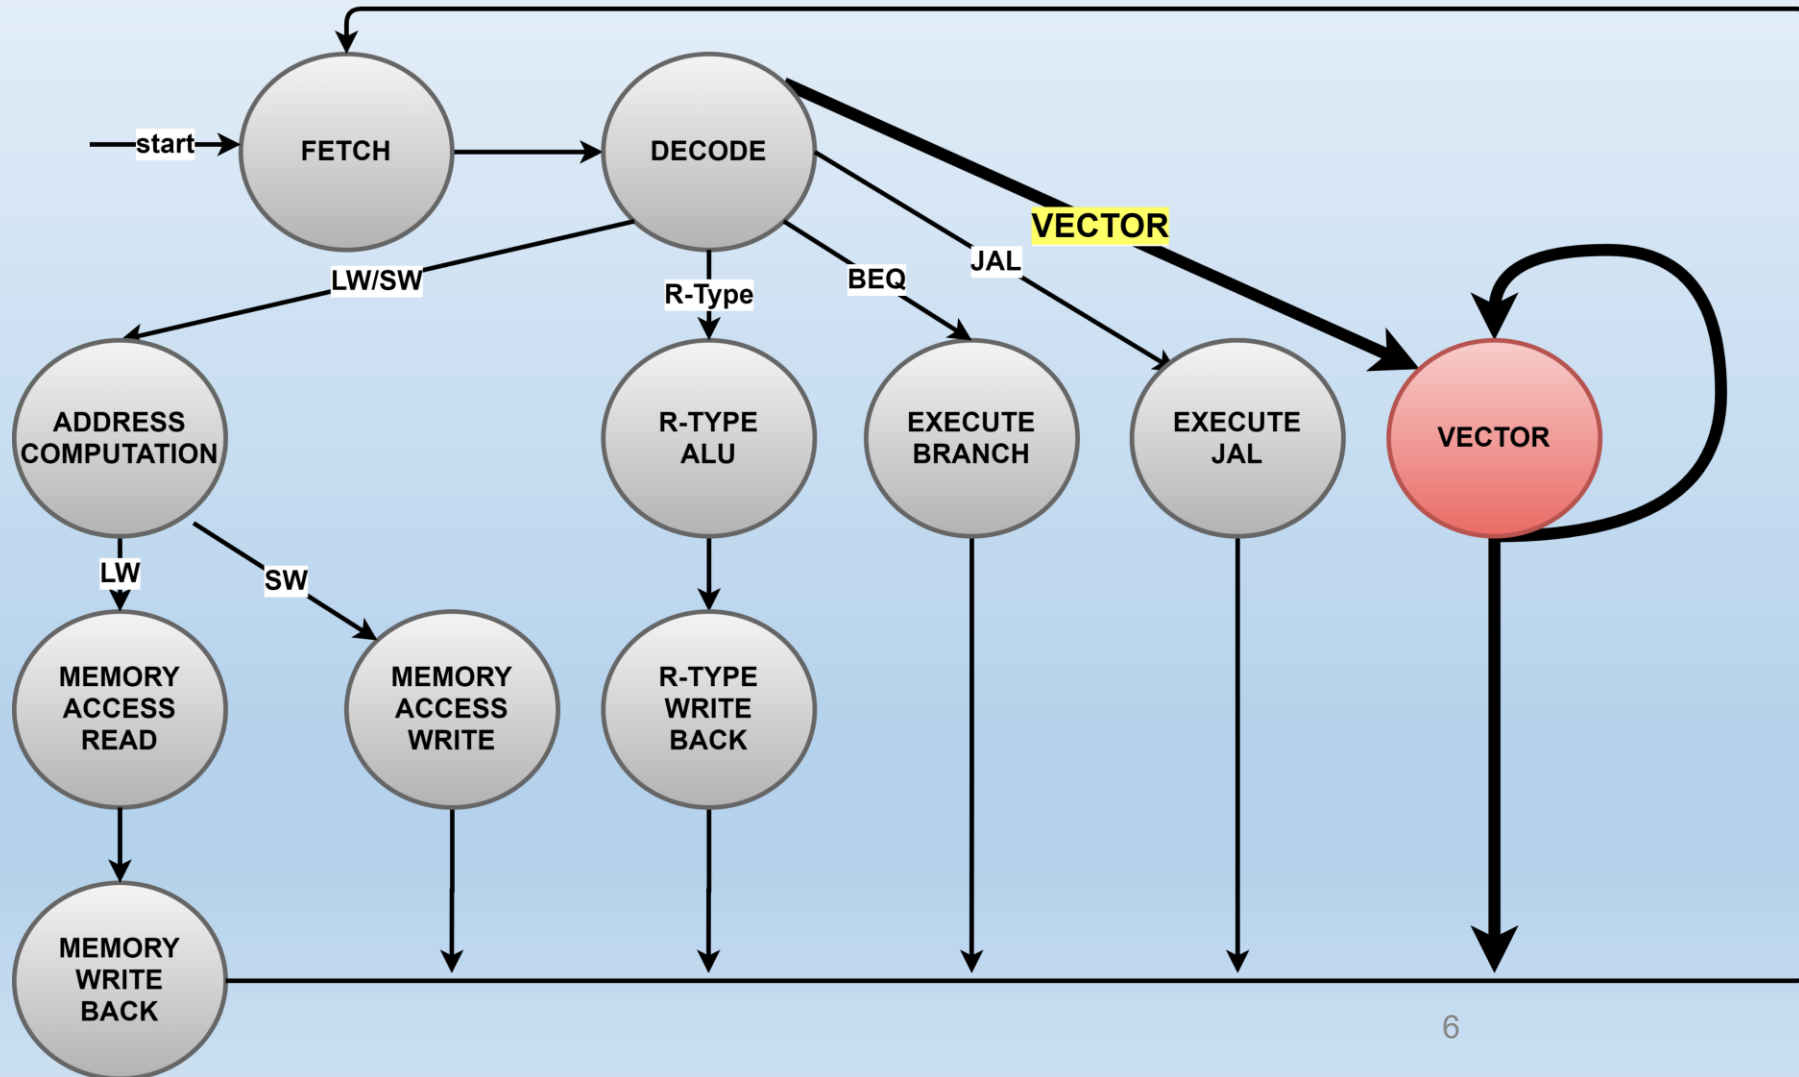 start
FETCH
DECODE
VECTOR
LW/SW
R-Type
BEQ
JAL
ADDRESS
COMPUTATION
R-TYPE
ALU
EXECUTE
BRANCH
EXECUTE
JAL
VECTOR
LW
SW
MEMORY
ACCESS
READ
MEMORY
ACCESS
WRITE
R-TYPE
WRITE
BACK
MEMORY
WRITE
BACK
6